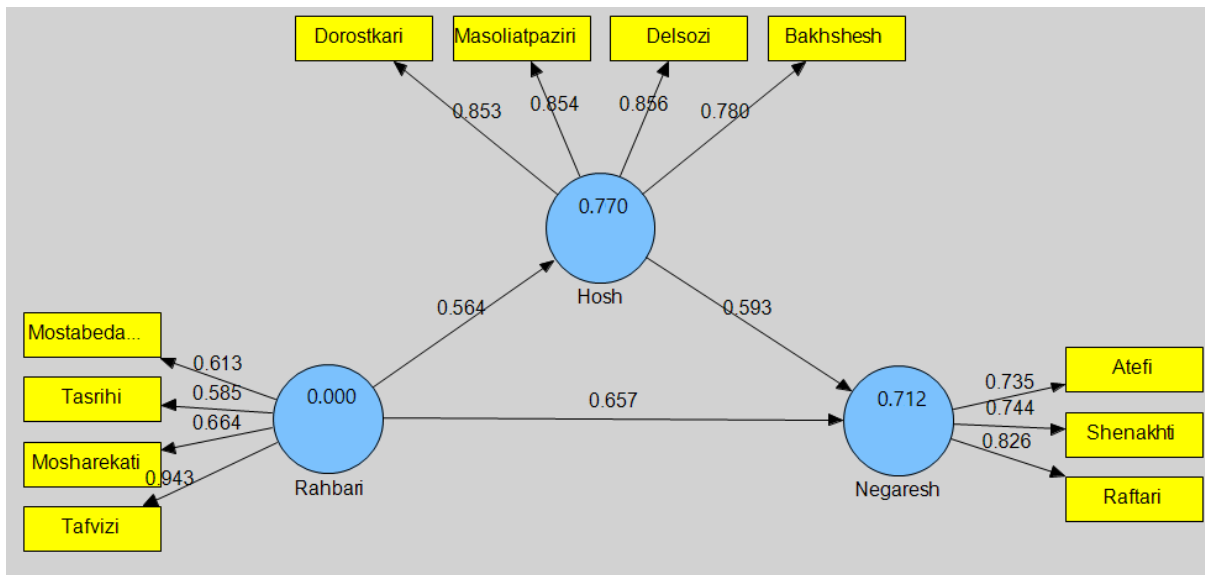 Dorostkari
Masoliatpaziri
Delsozi
Bakhshesh
0.853
0.854
0.856
0.780
0.770
Hosh
0.564
0.593
Mostabeda...
Tasrihi
Mosharekati
Tafvizi
0.613
0.585
0.664
0.943
0.000
Rahbari
0.657
0.712
Negaresh
0.735
0.744
0.826
Atefi
Shenakhti
Raftari